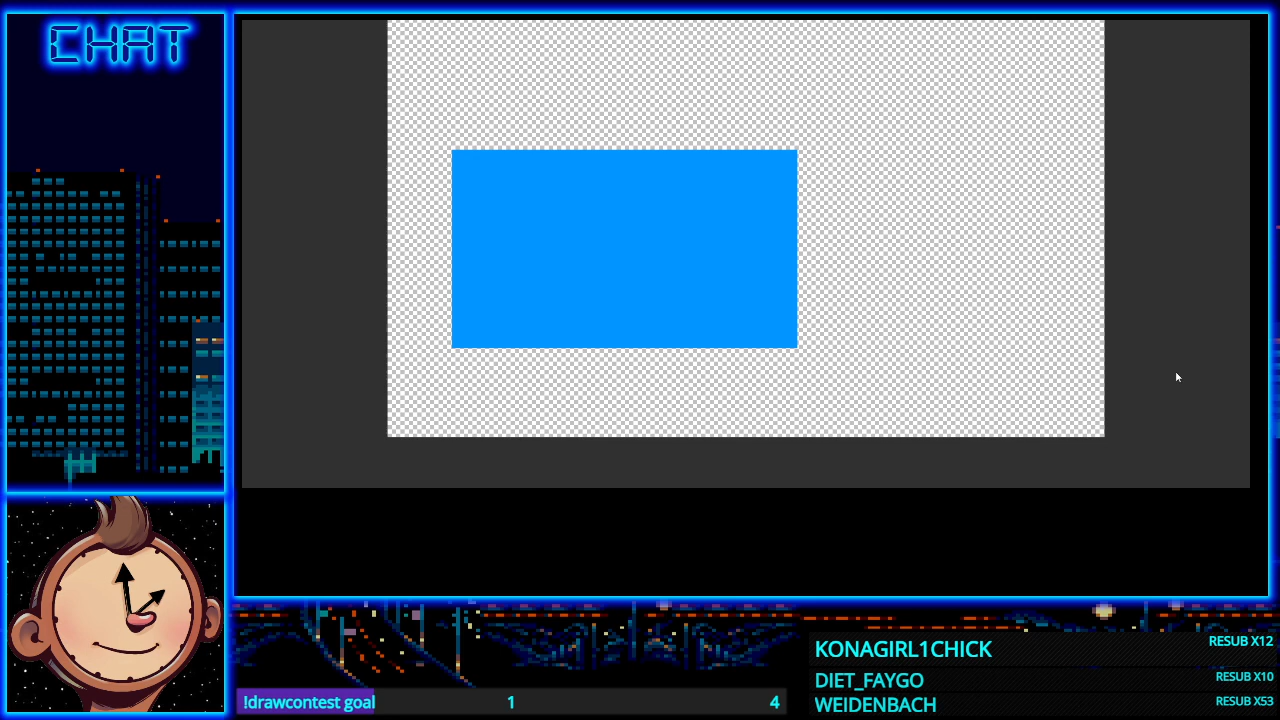 CHAT
KONAGIRL1CHICK RESUB X12
DIET_FAYGO RESUB X10
WEIDENBACH RESUB X53
!drawcontest goal 1 4